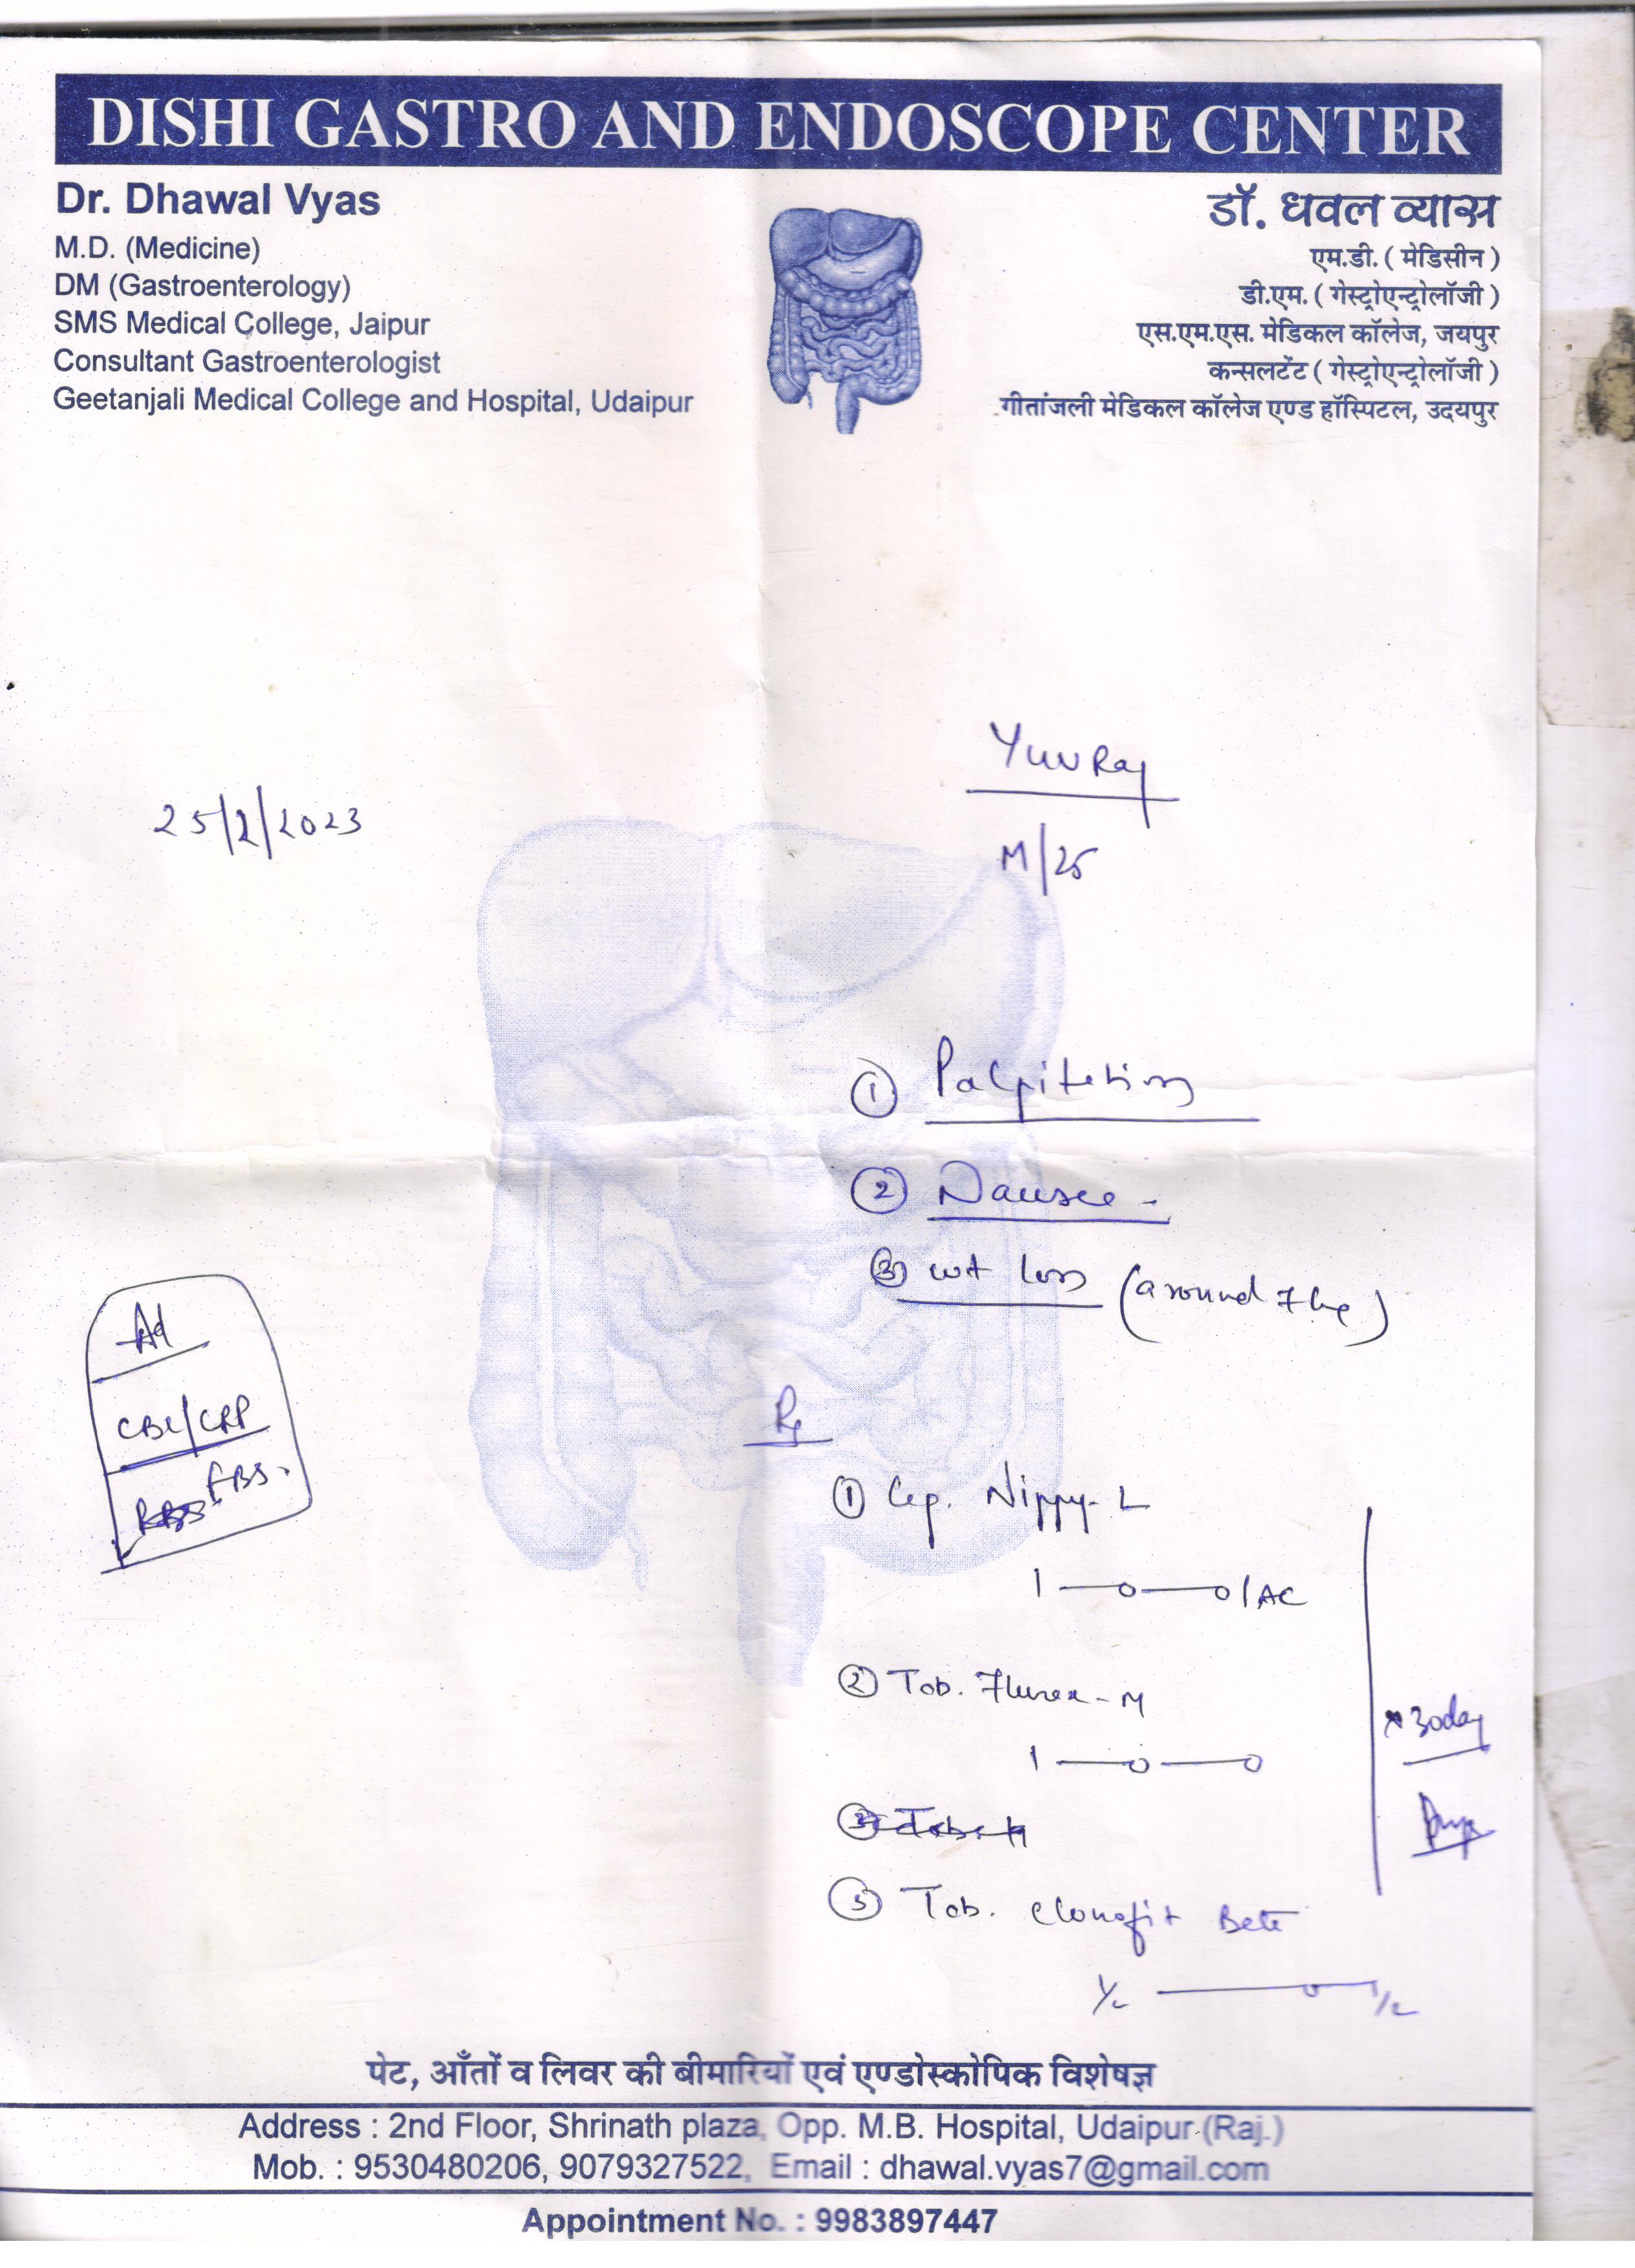 DISHI GASTRO AND ENDOSCOPE CENTER
Dr. Dhawal Vyas
M.D. (Medicine)
DM (Gastroenterology)
SMS Medical College, Jaipur
Consultant Gastroenterologist
Geetanjali Medical College and Hospital, Udaipur
डॉ. धवल व्यास
एम.डी. ( मेडिसीन )
डी.एम. ( गेस्ट्रोएन्ट्रोलॉजी )
एस.एम.एस. मेडिकल कॉलेज, जयपुर
कन्सलटेंट ( गेस्ट्रोएन्ट्रोलॉजी )
गीतांजली मेडिकल कॉलेज एण्ड हॉस्पिटल, उदयपुर
YuvRaj
25/2/2023
M/25
① Palpitations
② Nausea -
③ wt loss (around 7 kg)
Ad
CBC/CRP
FBS.
Rx
① Cap. Nippy-L
1 — 0 — 0 / AC
② Tab. Flunex-M
1 — 0 — 0
x 30 day
③ Tab. Clonofit Beta
1/2 — 0 — 1/2
पेट, आँतों व लिवर की बीमारियों एवं एण्डोस्कोपिक विशेषज्ञ
Address : 2nd Floor, Shrinath plaza, Opp. M.B. Hospital, Udaipur (Raj.)
Mob. : 9530480206, 9079327522, Email : dhawal.vyas7@gmail.com
Appointment No. : 9983897447